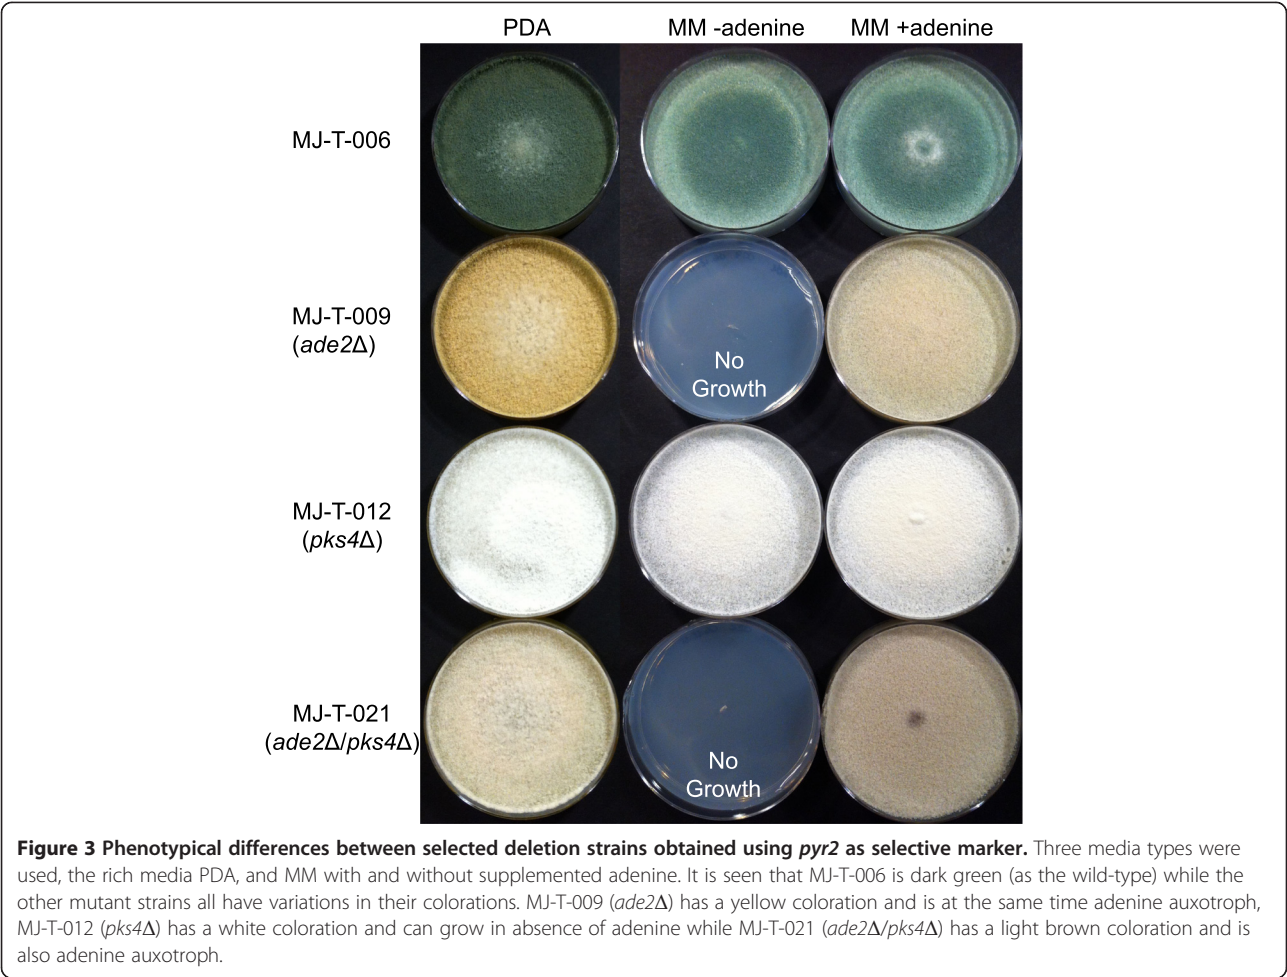 PDA MM -adenine MM +adenine
MJ-T-006
MJ-T-009
(ade2Δ)
No
Growth
MJ-T-012
(pks4Δ)
MJ-T-021
(ade2Δ/pks4Δ)
No
Growth
Figure 3 Phenotypical differences between selected deletion strains obtained using pyr2 as selective marker. Three media types were
used, the rich media PDA, and MM with and without supplemented adenine. It is seen that MJ-T-006 is dark green (as the wild-type) while the
other mutant strains all have variations in their colorations. MJ-T-009 (ade2Δ) has a yellow coloration and is at the same time adenine auxotroph,
MJ-T-012 (pks4Δ) has a white coloration and can grow in absence of adenine while MJ-T-021 (ade2Δ/pks4Δ) has a light brown coloration and is
also adenine auxotroph.